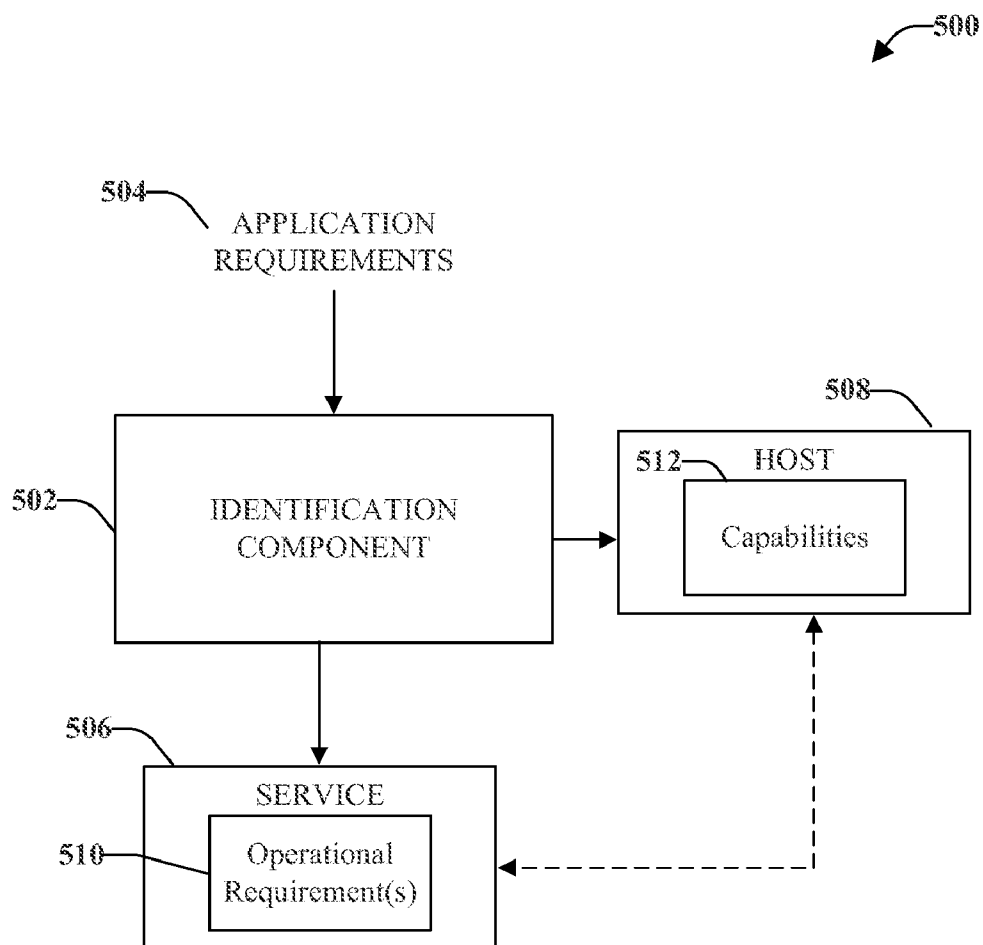 500
504
APPLICATION
REQUIREMENTS
508
HOST
512
Capabilities
502
IDENTIFICATION
COMPONENT
506
SERVICE
510
Operational
Requirement(s)